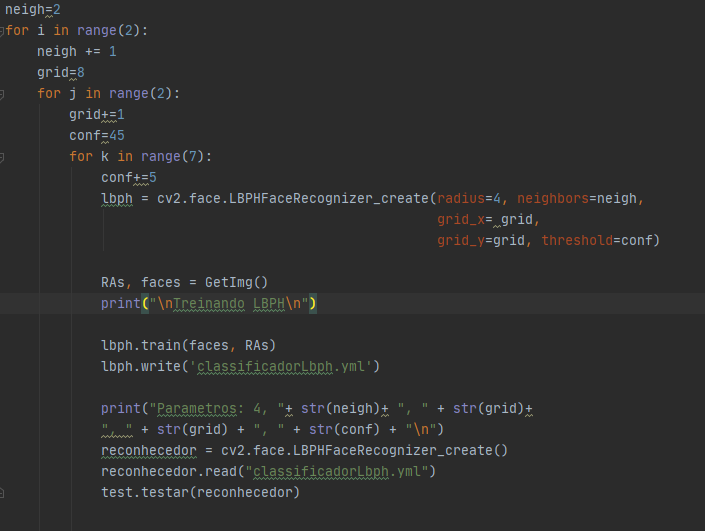 neigh=2
for i in range(2):
    neigh += 1
    grid=8
    for j in range(2):
        grid+=1
        conf=45
        for k in range(7):
            conf+=5
            lbph = cv2.face.LBPHFaceRecognizer_create(radius=4, neighbors=neigh,
                                                      grid_x= grid,
                                                      grid_y=grid, threshold=conf)
            RAs, faces = GetImg()
            print("\nTreinando LBPH\n")
            lbph.train(faces, RAs)
            lbph.write('classificadorLbph.yml')
            print("Parametros: 4, "+ str(neigh)+ ", " + str(grid)+
            ", " + str(grid) + ", " + str(conf) + "\n")
            reconhecedor = cv2.face.LBPHFaceRecognizer_create()
            reconhecedor.read("classificadorLbph.yml")
            test.testar(reconhecedor)